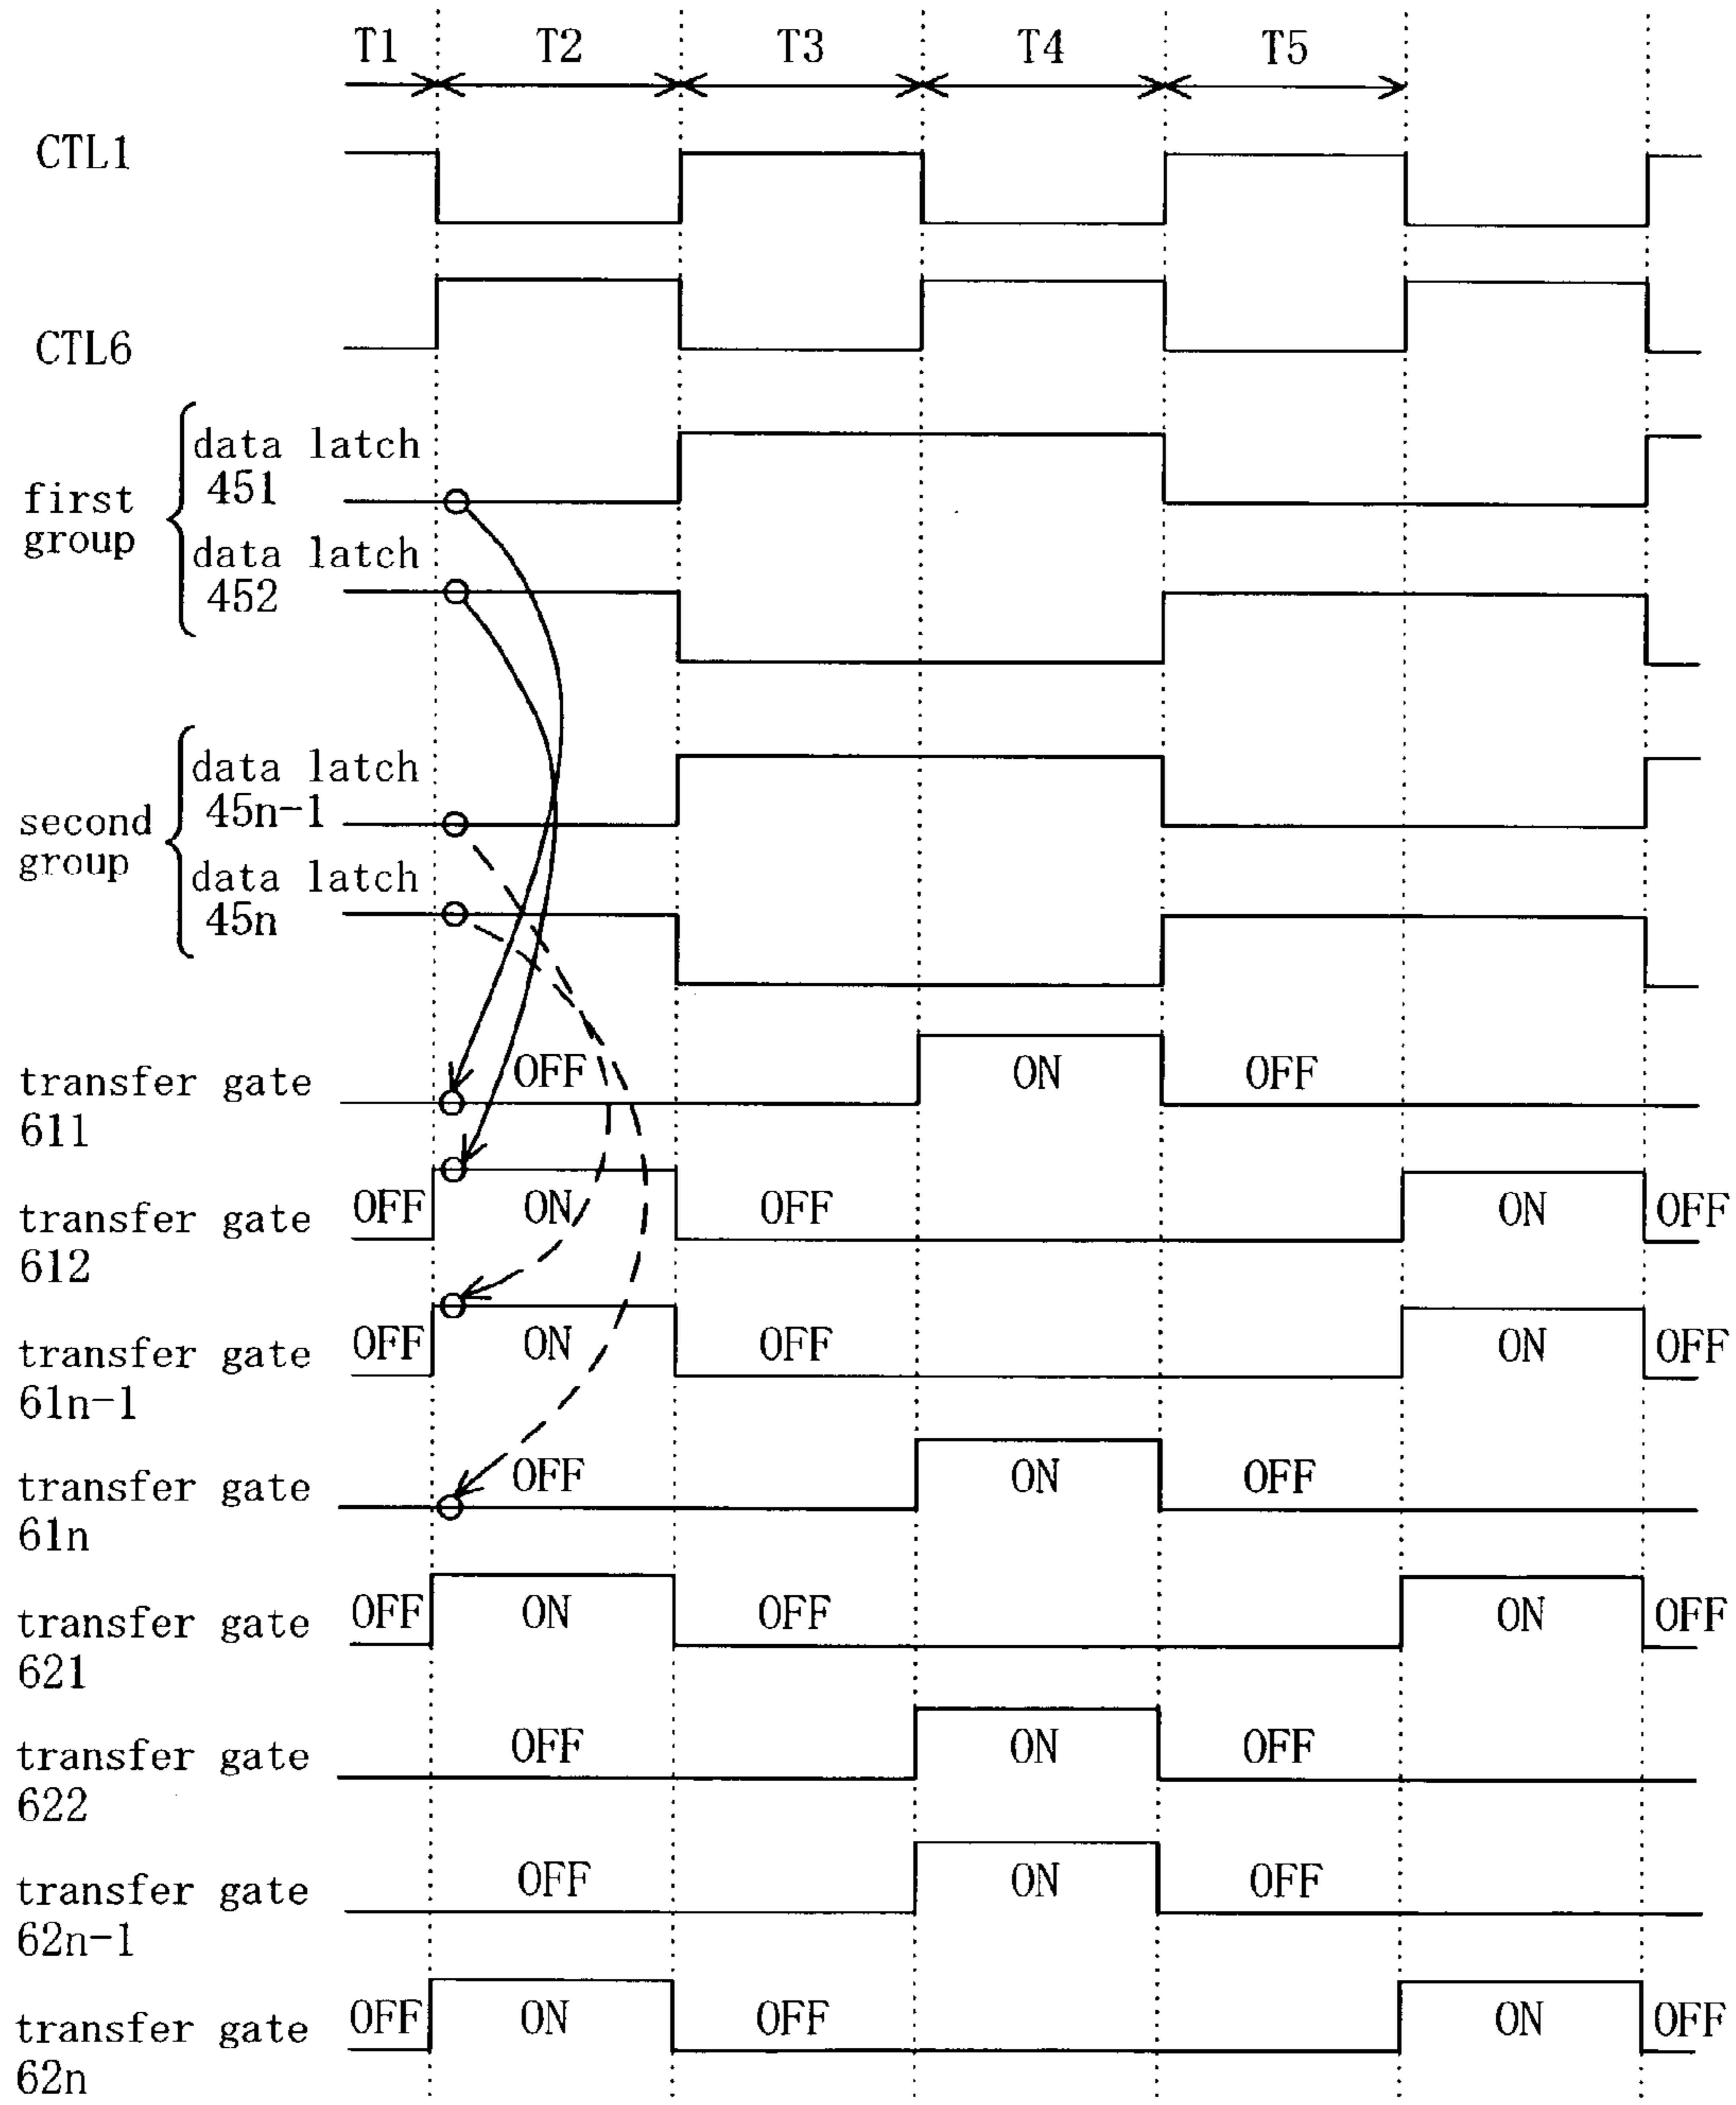 T1 T2 T3 T4 T5
CTL1
CTL6
first
group
data latch
451
data latch
452
second
group
data latch
45n-1
data latch
45n
transfer gate
611
OFF ON OFF
transfer gate
612
OFF ON OFF ON OFF
transfer gate
61n-1
OFF ON OFF ON OFF
transfer gate
61n
OFF ON OFF
transfer gate
621
OFF ON OFF ON OFF
transfer gate
622
OFF ON OFF
transfer gate
62n-1
OFF ON OFF
transfer gate
62n
OFF ON OFF ON OFF